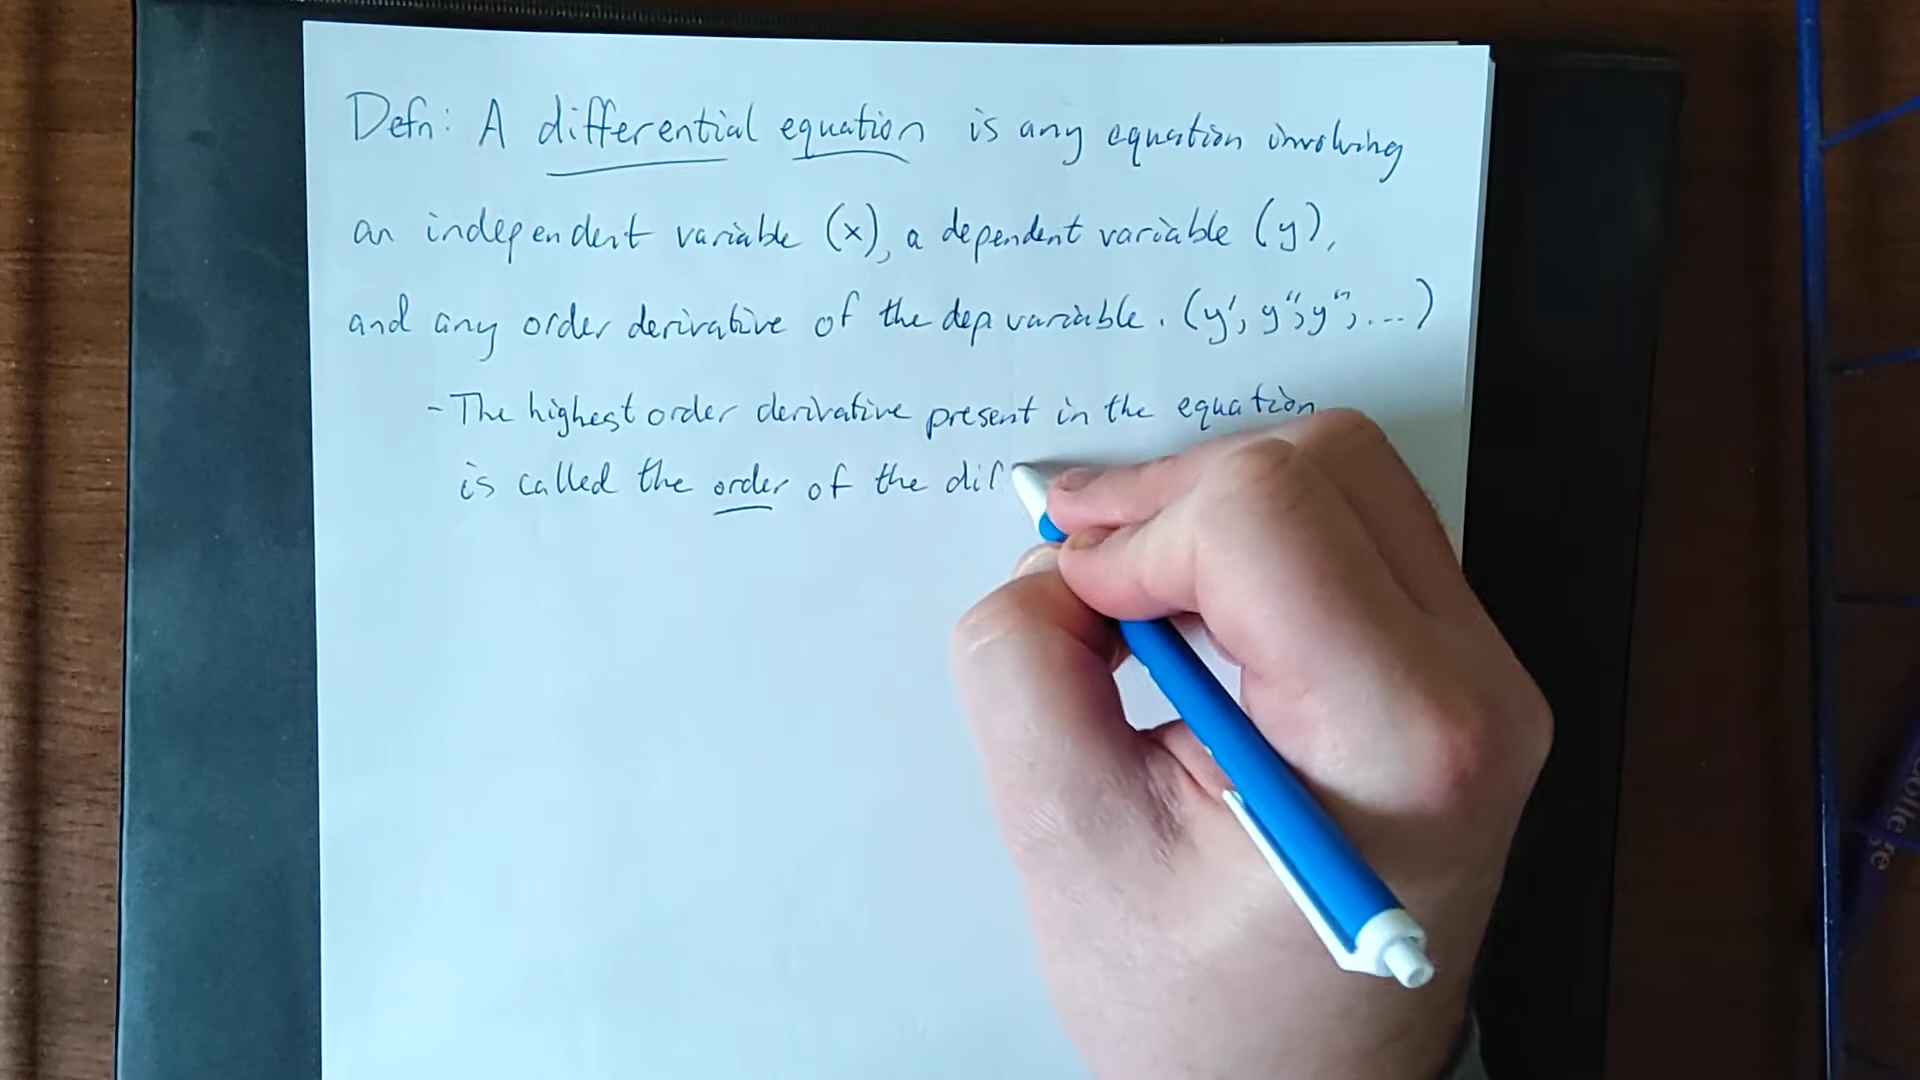 Defn: A differential equation is any equation involving
an independent variable (x), a dependent variable (y),
and any order derivative of the dep variable. (y', y'', y''', ...)
- The highest order derivative present in the equation
is called the order of the dif